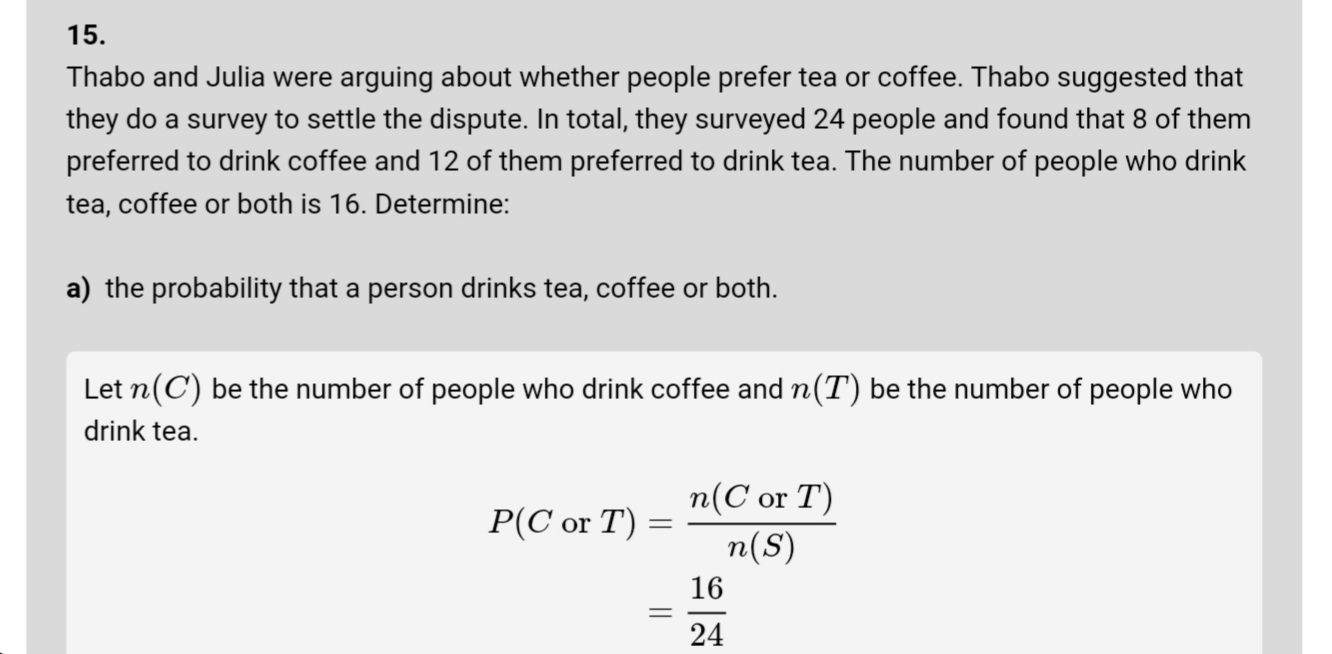 15.
Thabo and Julia were arguing about whether people prefer tea or coffee. Thabo suggested that
they do a survey to settle the dispute. In total, they surveyed 24 people and found that 8 of them
preferred to drink coffee and 12 of them preferred to drink tea. The number of people who drink
tea, coffee or both is 16. Determine:
a) the probability that a person drinks tea, coffee or both.
Let n(C) be the number of people who drink coffee and n(T) be the number of people who
drink tea.
P(C or T) = n(C or T) / n(S)
= 16 / 24